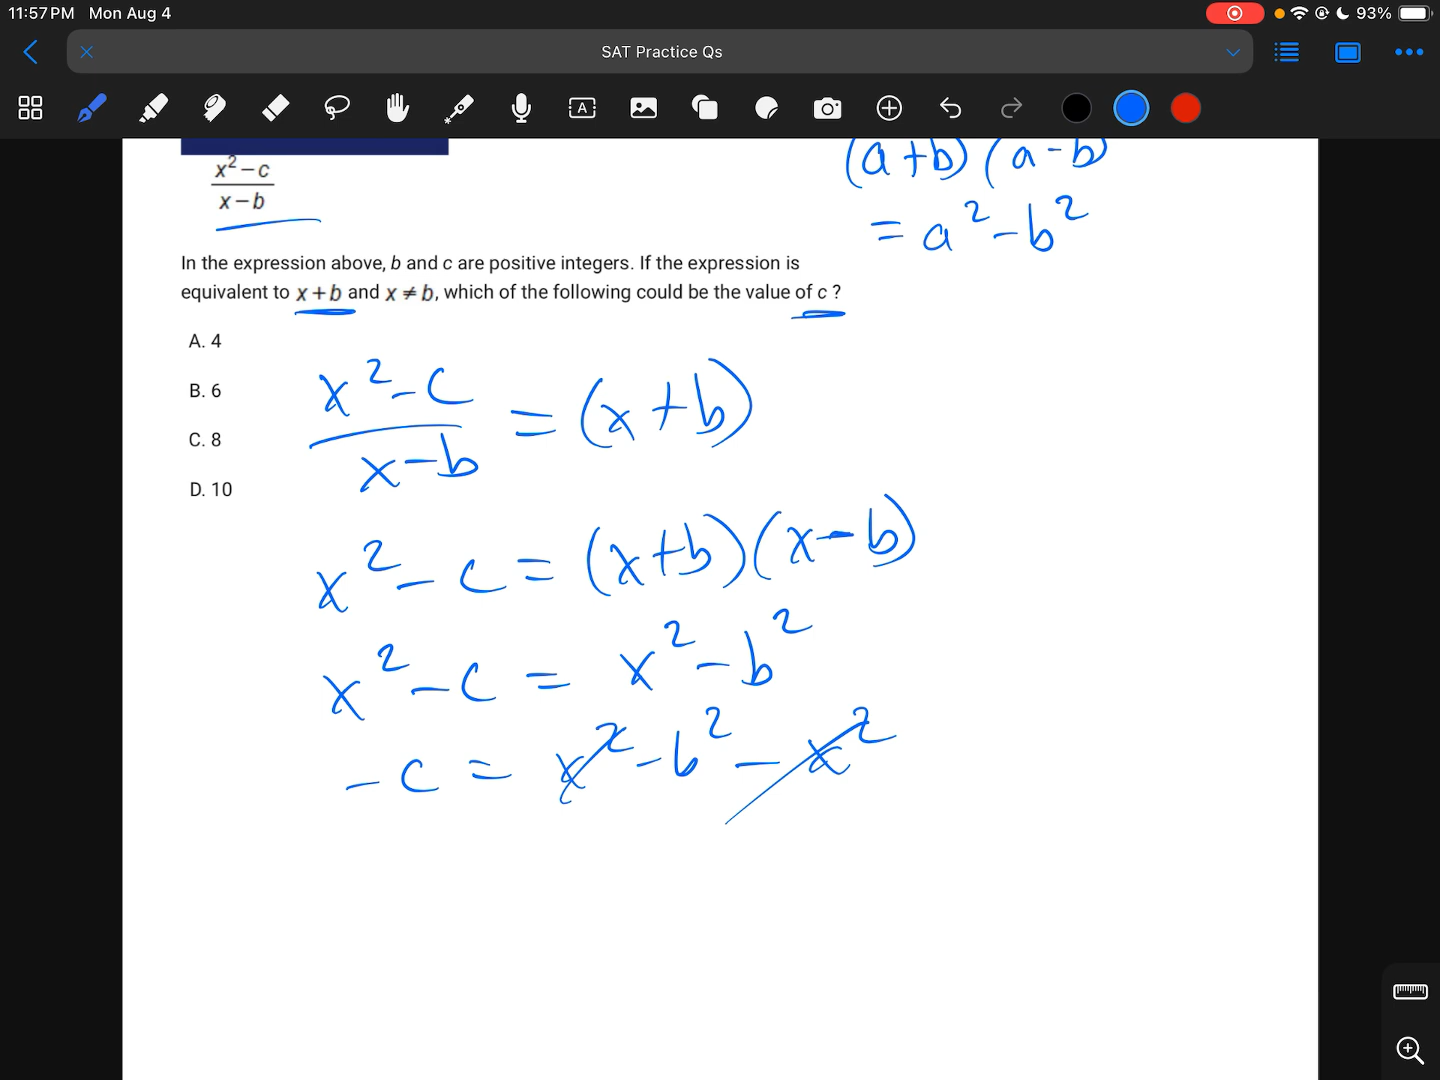 11:57 PM Mon Aug 4 93%
SAT Practice Qs
A
x² − c
x − b
(a+b)(a-b)
= a² - b²
In the expression above, b and c are positive integers. If the expression is
equivalent to x + b and x ≠ b, which of the following could be the value of c ?
A. 4
B. 6
C. 8
D. 10
x² - c
x - b
= (x + b)
x² - c = (x+b)(x-b)
x² - c = x² - b²
- c = x² - b² - x²